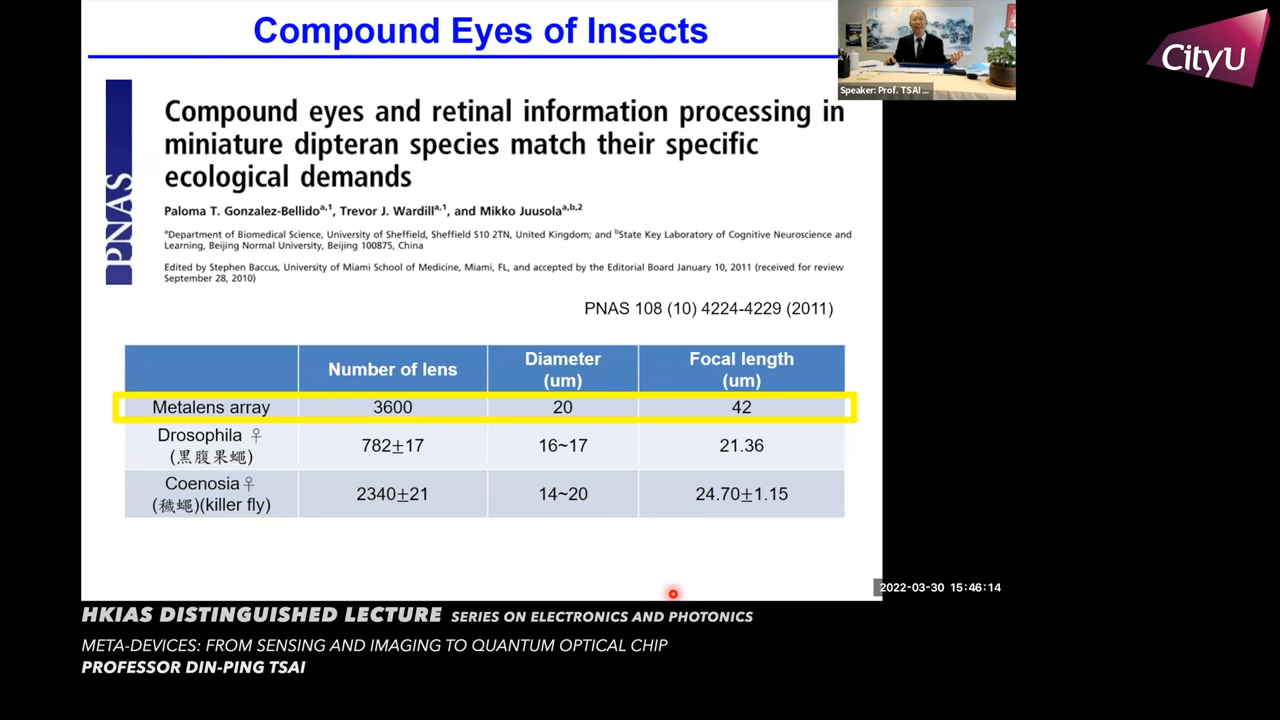 Compound Eyes of Insects
Speaker: Prof. TSAI ...
CityU
PNAS
Compound eyes and retinal information processing in
miniature dipteran species match their specific
ecological demands
Paloma T. Gonzalez-Bellidoa,1, Trevor J. Wardilla,1, and Mikko Juusolaa,b,2
aDepartment of Biomedical Science, University of Sheffield, Sheffield S10 2TN, United Kingdom; and bState Key Laboratory of Cognitive Neuroscience and
Learning, Beijing Normal University, Beijing 100875, China
Edited by Stephen Baccus, University of Miami School of Medicine, Miami, FL, and accepted by the Editorial Board January 10, 2011 (received for review
September 28, 2010)
PNAS 108 (10) 4224-4229 (2011)
Number of lens Diameter (um) Focal length (um)
Metalens array 3600 20 42
Drosophila ♀ (黑腹果蠅) 782±17 16~17 21.36
Coenosia♀ (穢蠅)(killer fly) 2340±21 14~20 24.70±1.15
2022-03-30 15:46:14
HKIAS DISTINGUISHED LECTURE SERIES ON ELECTRONICS AND PHOTONICS
META-DEVICES: FROM SENSING AND IMAGING TO QUANTUM OPTICAL CHIP
PROFESSOR DIN-PING TSAI